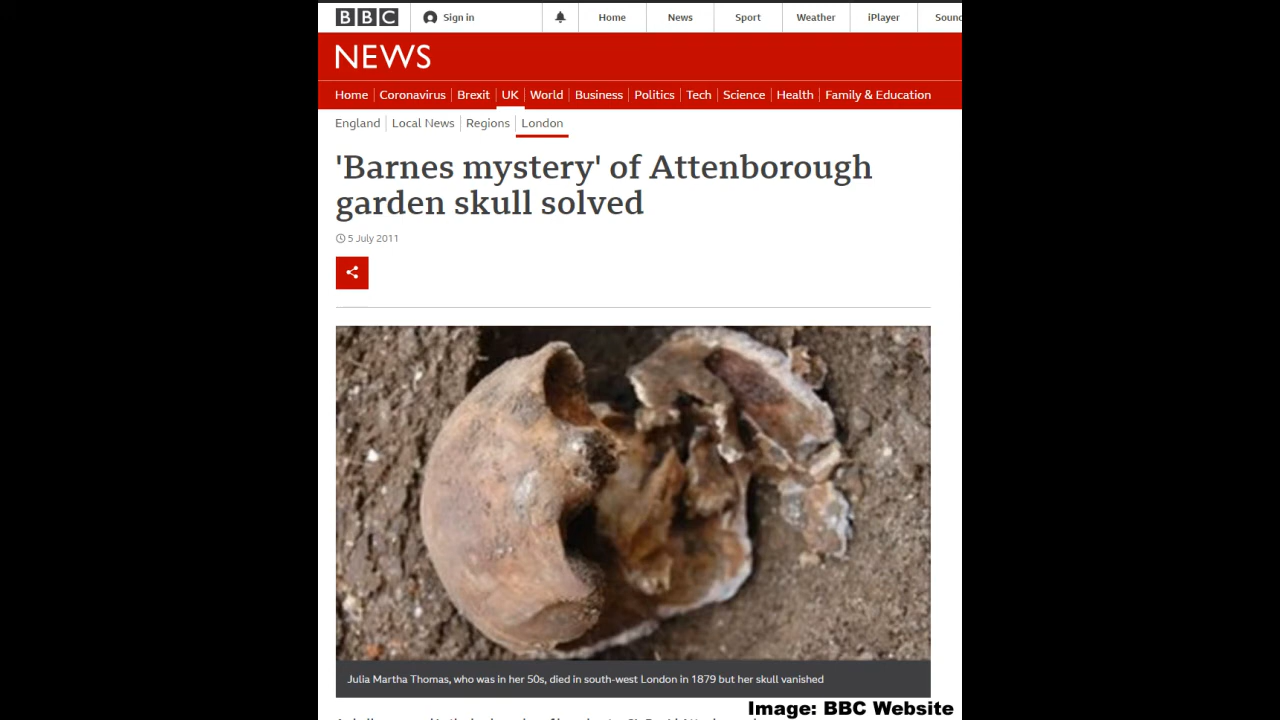 BBC Sign in Home News Sport Weather iPlayer
NEWS
Home Coronavirus Brexit UK World Business Politics Tech Science Health Family & Education
England Local News Regions London
'Barnes mystery' of Attenborough
garden skull solved
5 July 2011
Julia Martha Thomas, who was in her 50s, died in south-west London in 1879 but her skull vanished
Image: BBC Website